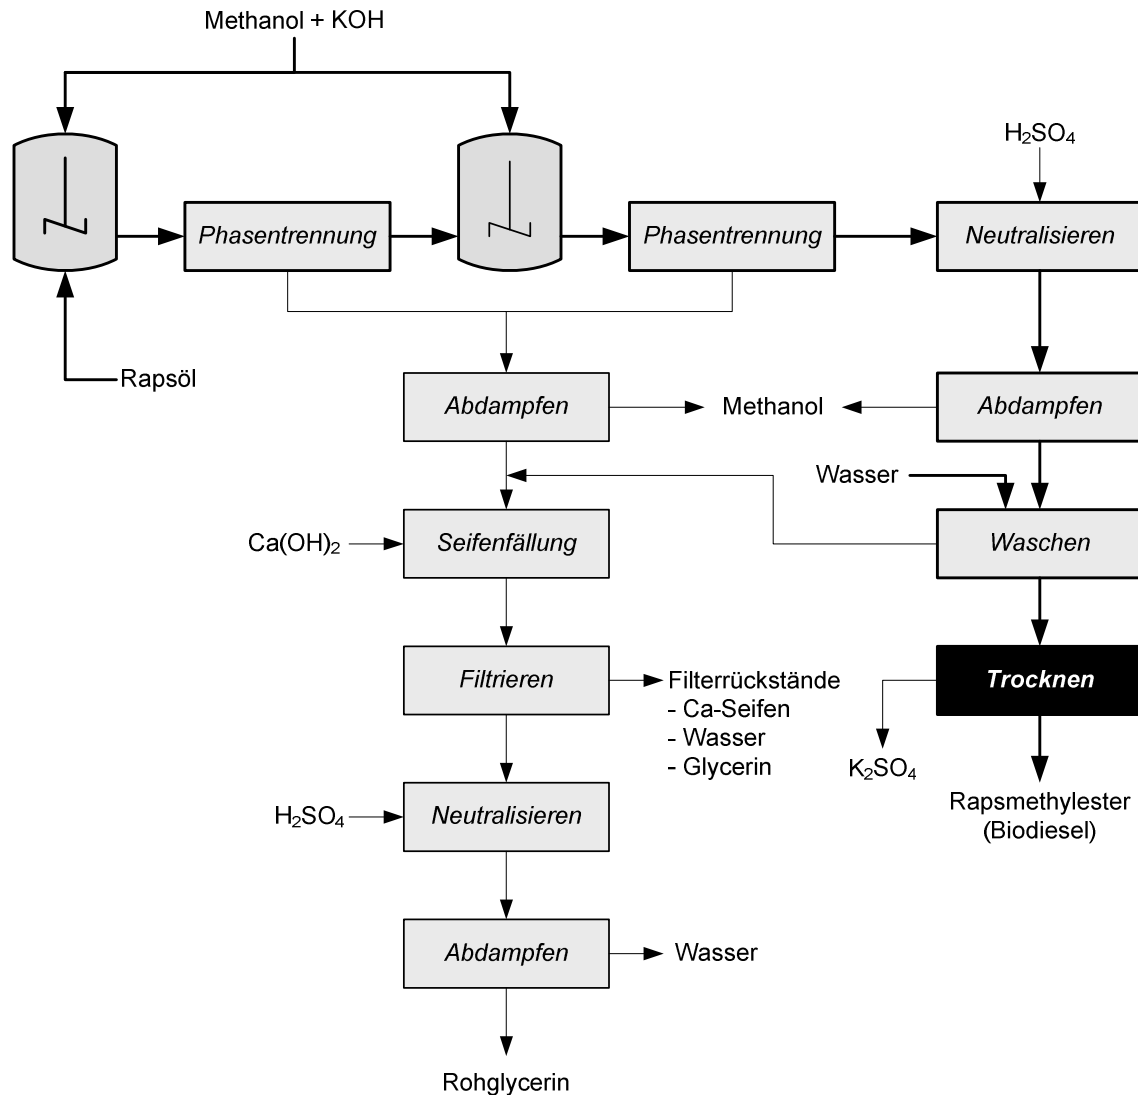 Methanol + KOH
H₂SO₄
Phasentrennung
Phasentrennung
Neutralisieren
Rapsöl
Abdampfen
Methanol
Abdampfen
Wasser
Ca(OH)₂
Seifenfällung
Waschen
Filtrieren
Filterrückstände
- Ca-Seifen
- Wasser
- Glycerin
Trocknen
K₂SO₄
Rapsmethylester
(Biodiesel)
H₂SO₄
Neutralisieren
Abdampfen
Wasser
Rohglycerin